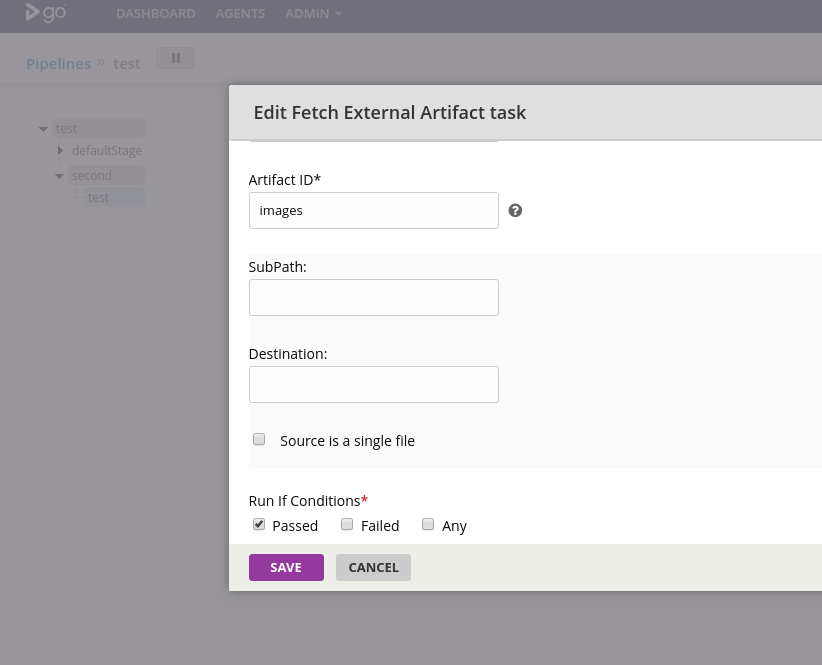 go DASHBOARD AGENTS ADMIN
Pipelines » test
Edit Fetch External Artifact task
test
defaultStage
second
test
Artifact ID*
images
?
SubPath:
Destination:
Source is a single file
Run If Conditions*
Passed Failed Any
SAVE CANCEL